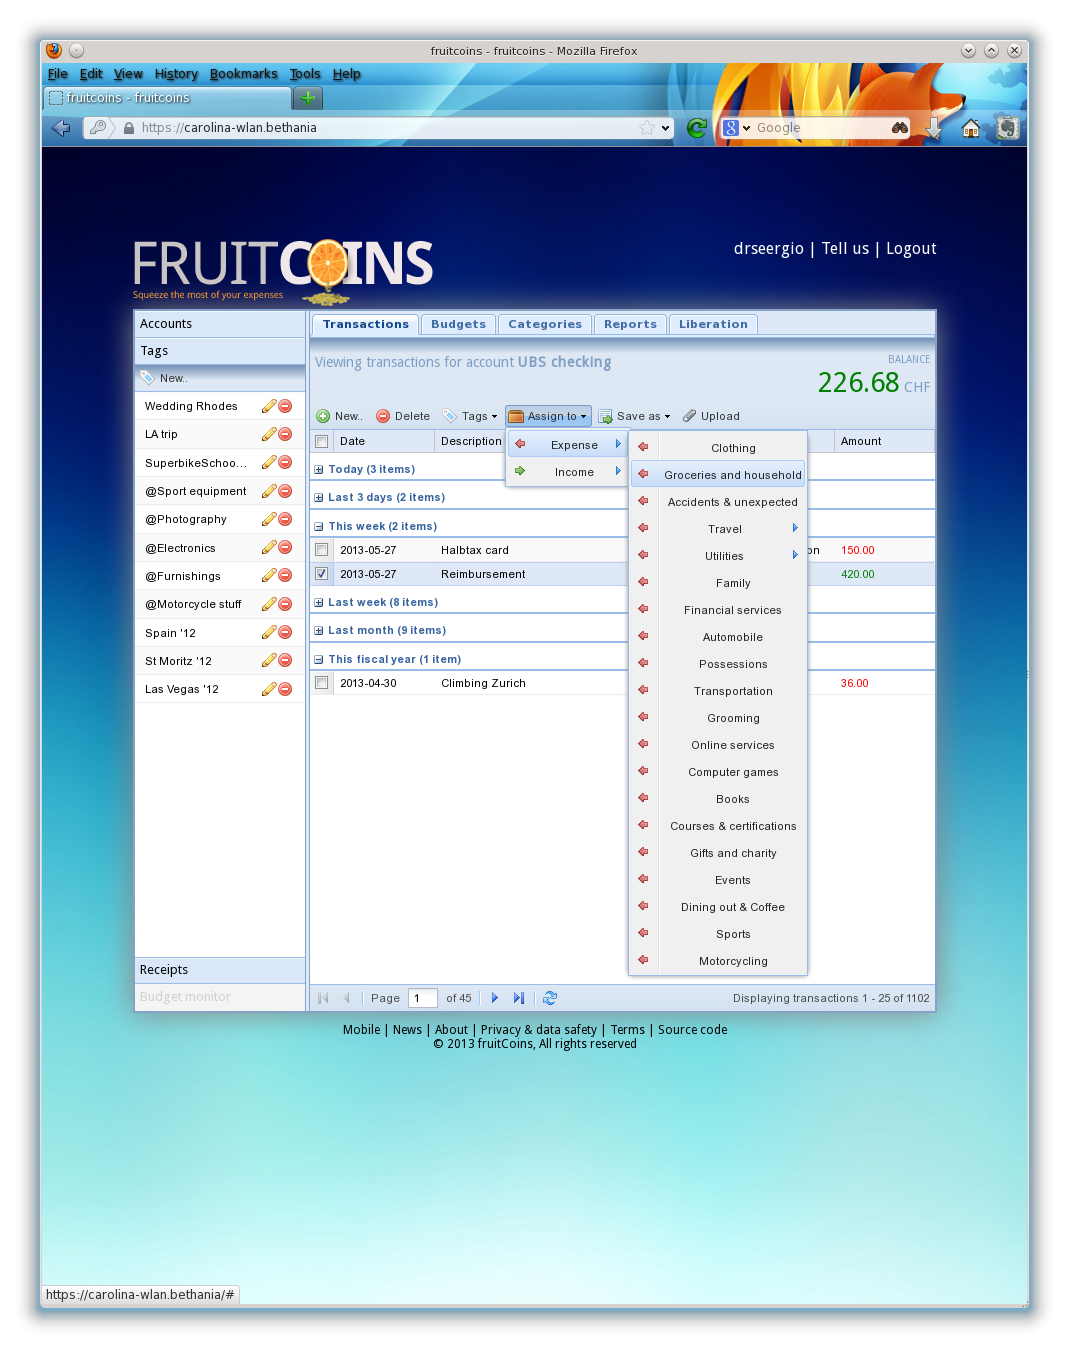 fruitcoins - fruitcoins - Mozilla Firefox
File Edit View History Bookmarks Tools Help
fruitcoins - fruitcoins
https://carolina-wlan.bethania
Google
FRUITCOINS
Squeeze the most of your expenses
drseergio | Tell us | Logout
Accounts
Tags
New..
Wedding Rhodes
LA trip
SuperbikeSchoo...
@Sport equipment
@Photography
@Electronics
@Furnishings
@Motorcycle stuff
Spain '12
St Moritz '12
Las Vegas '12
Receipts
Budget monitor
Transactions Budgets Categories Reports Liberation
Viewing transactions for account UBS checking
BALANCE
226.68 CHF
New.. Delete Tags Assign to Save as Upload
Date Description Amount
Today (3 items)
Last 3 days (2 items)
This week (2 items)
2013-05-27 Halbtax card on 150.00
2013-05-27 Reimbursement 420.00
Last week (8 items)
Last month (9 items)
This fiscal year (1 item)
2013-04-30 Climbing Zurich 36.00
Expense
Income
Clothing
Groceries and household
Accidents & unexpected
Travel
Utilities
Family
Financial services
Automobile
Possessions
Transportation
Grooming
Online services
Computer games
Books
Courses & certifications
Gifts and charity
Events
Dining out & Coffee
Sports
Motorcycling
Page 1 of 45 Displaying transactions 1 - 25 of 1102
Mobile | News | About | Privacy & data safety | Terms | Source code
© 2013 fruitCoins, All rights reserved
https://carolina-wlan.bethania/#